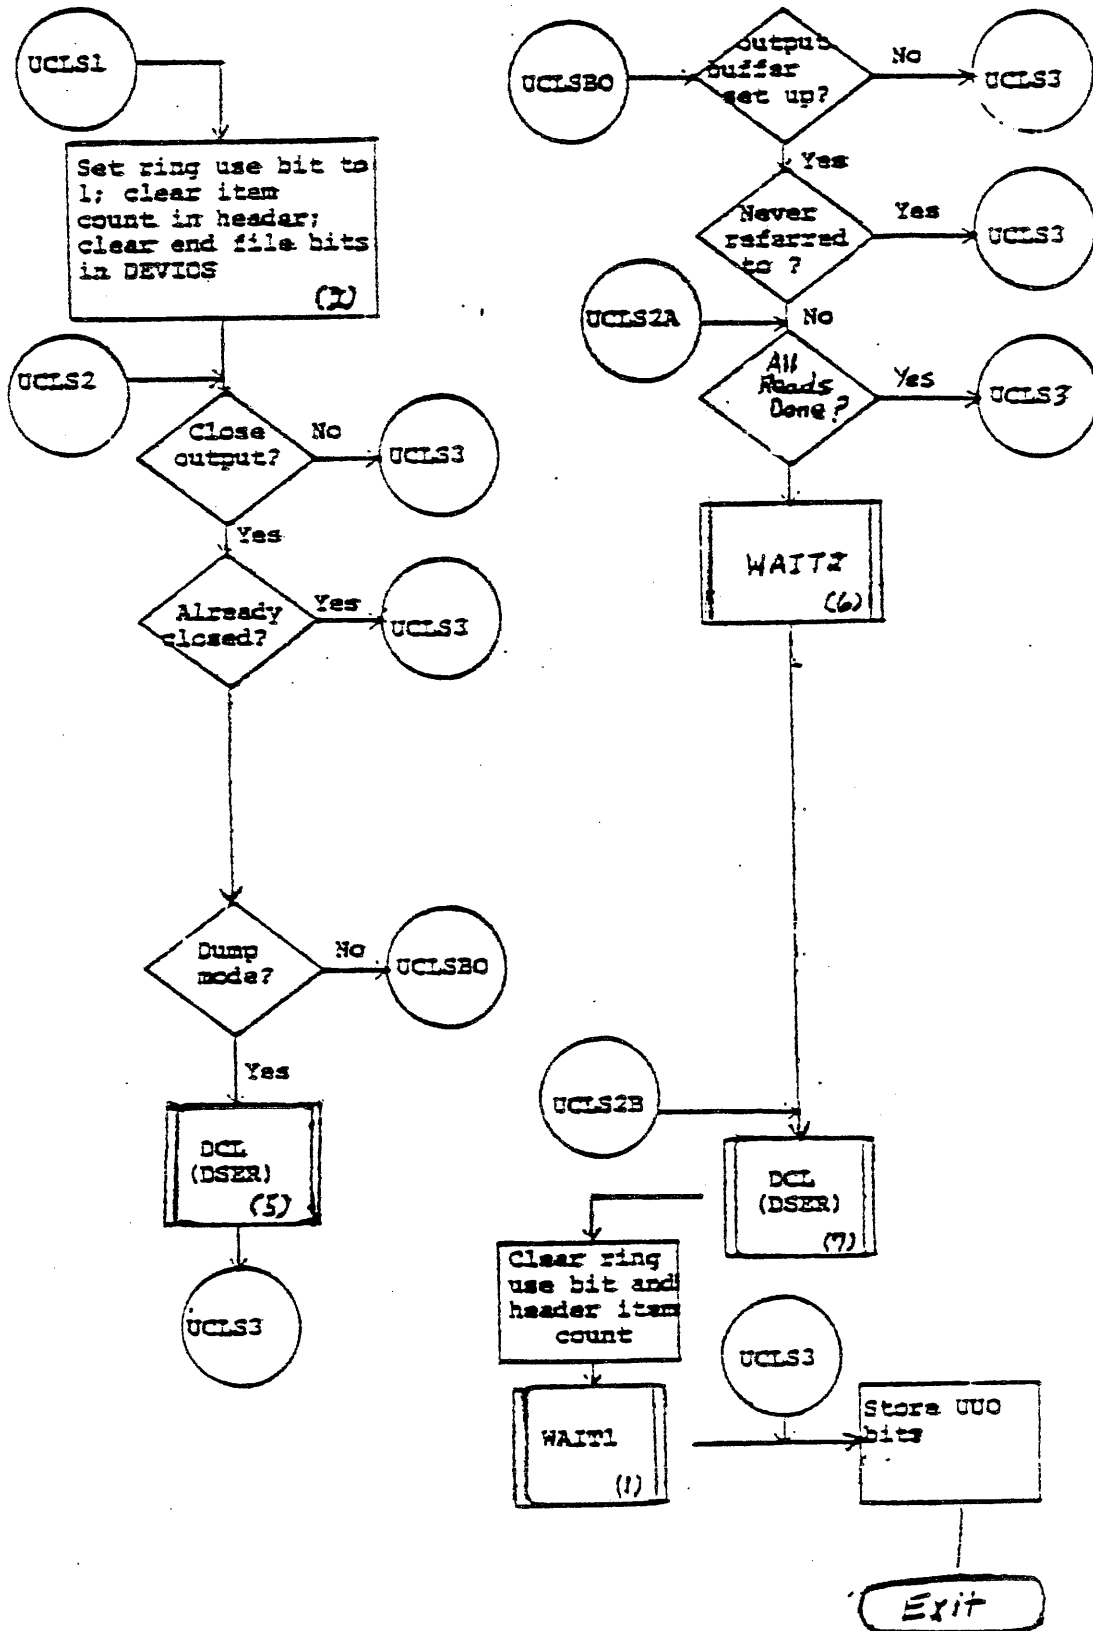 UCLS1
Set ring use bit to
1; clear item
count in header;
clear end file bits
in DEVIOS
(2)
UCLS2
Close
output?
No
UCLS3
Yes
Already
closed?
Yes
UCLS3
Dump
mode?
No
UCLSBO
Yes
DCL
(DSER)
(5)
UCLS3
UCLSBO
output
buffer
set up?
No
UCLS3
Yes
Never
referred
to ?
Yes
UCLS3
UCLS2A
No
All
Reads
Done?
Yes
UCLS3
WAIT2
(6)
UCLS2B
DCL
(DSER)
(7)
Clear ring
use bit and
header item
count
WAIT1
(1)
UCLS3
Store UUO
bits
Exit